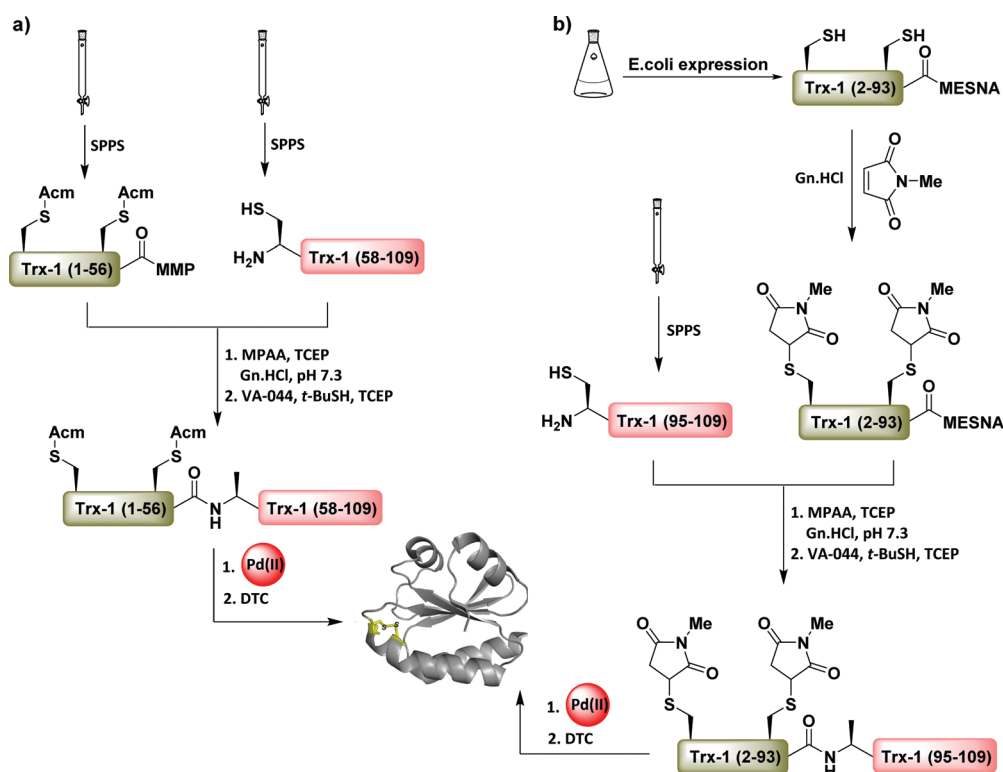 a)
SPPS
SPPS
Acm
S
Acm
S
O
MMP
Trx-1 (1-56)
HS
H₂N
Trx-1 (58-109)
1. MPAA, TCEP
Gn.HCl, pH 7.3
2. VA-044, t-BuSH, TCEP
Acm
S
Acm
S
O
N
H
Trx-1 (1-56)
Trx-1 (58-109)
1. Pd(II)
2. DTC
S
S
b)
E.coli expression
SH
SH
O
Trx-1 (2-93)
MESNA
Gn.HCl
O
N-Me
O
SPPS
HS
H₂N
Trx-1 (95-109)
Me
O
N
O
S
Me
O
N
O
S
O
Trx-1 (2-93)
MESNA
1. MPAA, TCEP
Gn.HCl, pH 7.3
2. VA-044, t-BuSH, TCEP
Me
O
N
O
S
Me
O
N
O
S
O
N
H
Trx-1 (2-93)
Trx-1 (95-109)
1. Pd(II)
2. DTC